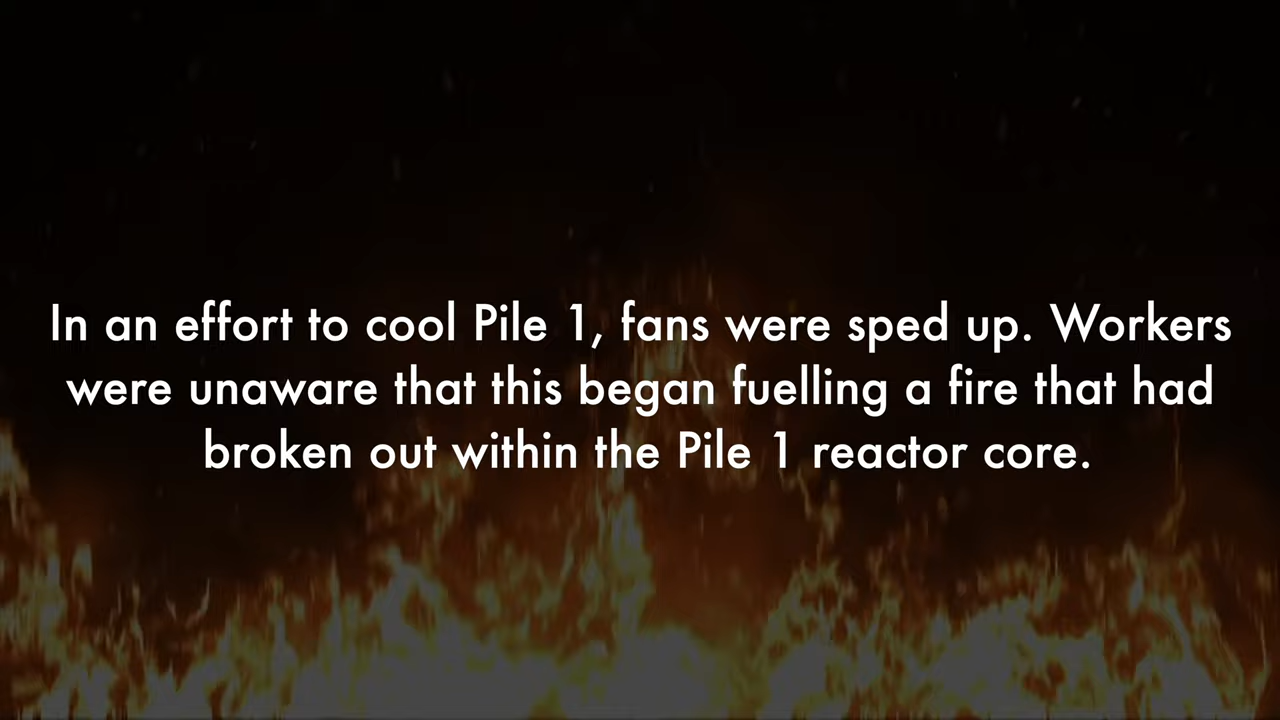 In an effort to cool Pile 1, fans were sped up. Workers
were unaware that this began fuelling a fire that had
broken out within the Pile 1 reactor core.